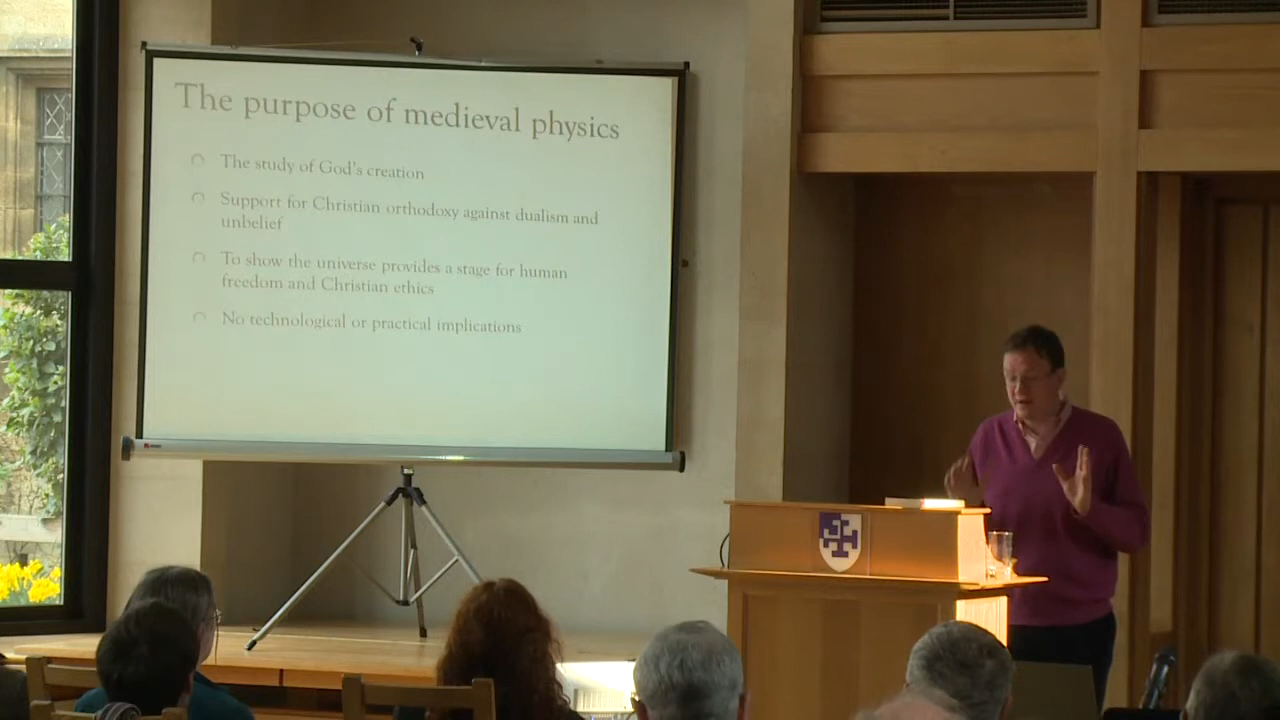 The purpose of medieval physics
The study of God's creation
Support for Christian orthodoxy against dualism and
unbelief
To show the universe provides a stage for human
freedom and Christian ethics
No technological or practical implications